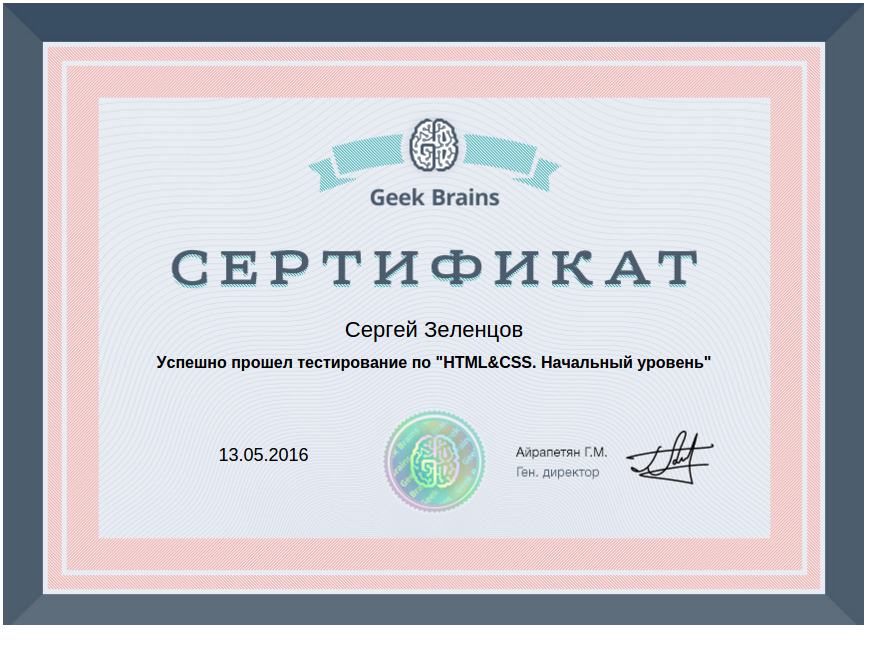 Geek Brains
СЕРТИФИКАТ
Сергей Зеленцов
Успешно прошел тестирование по "HTML&CSS. Начальный уровень"
13.05.2016
Айрапетян Г.М.
Ген. директор